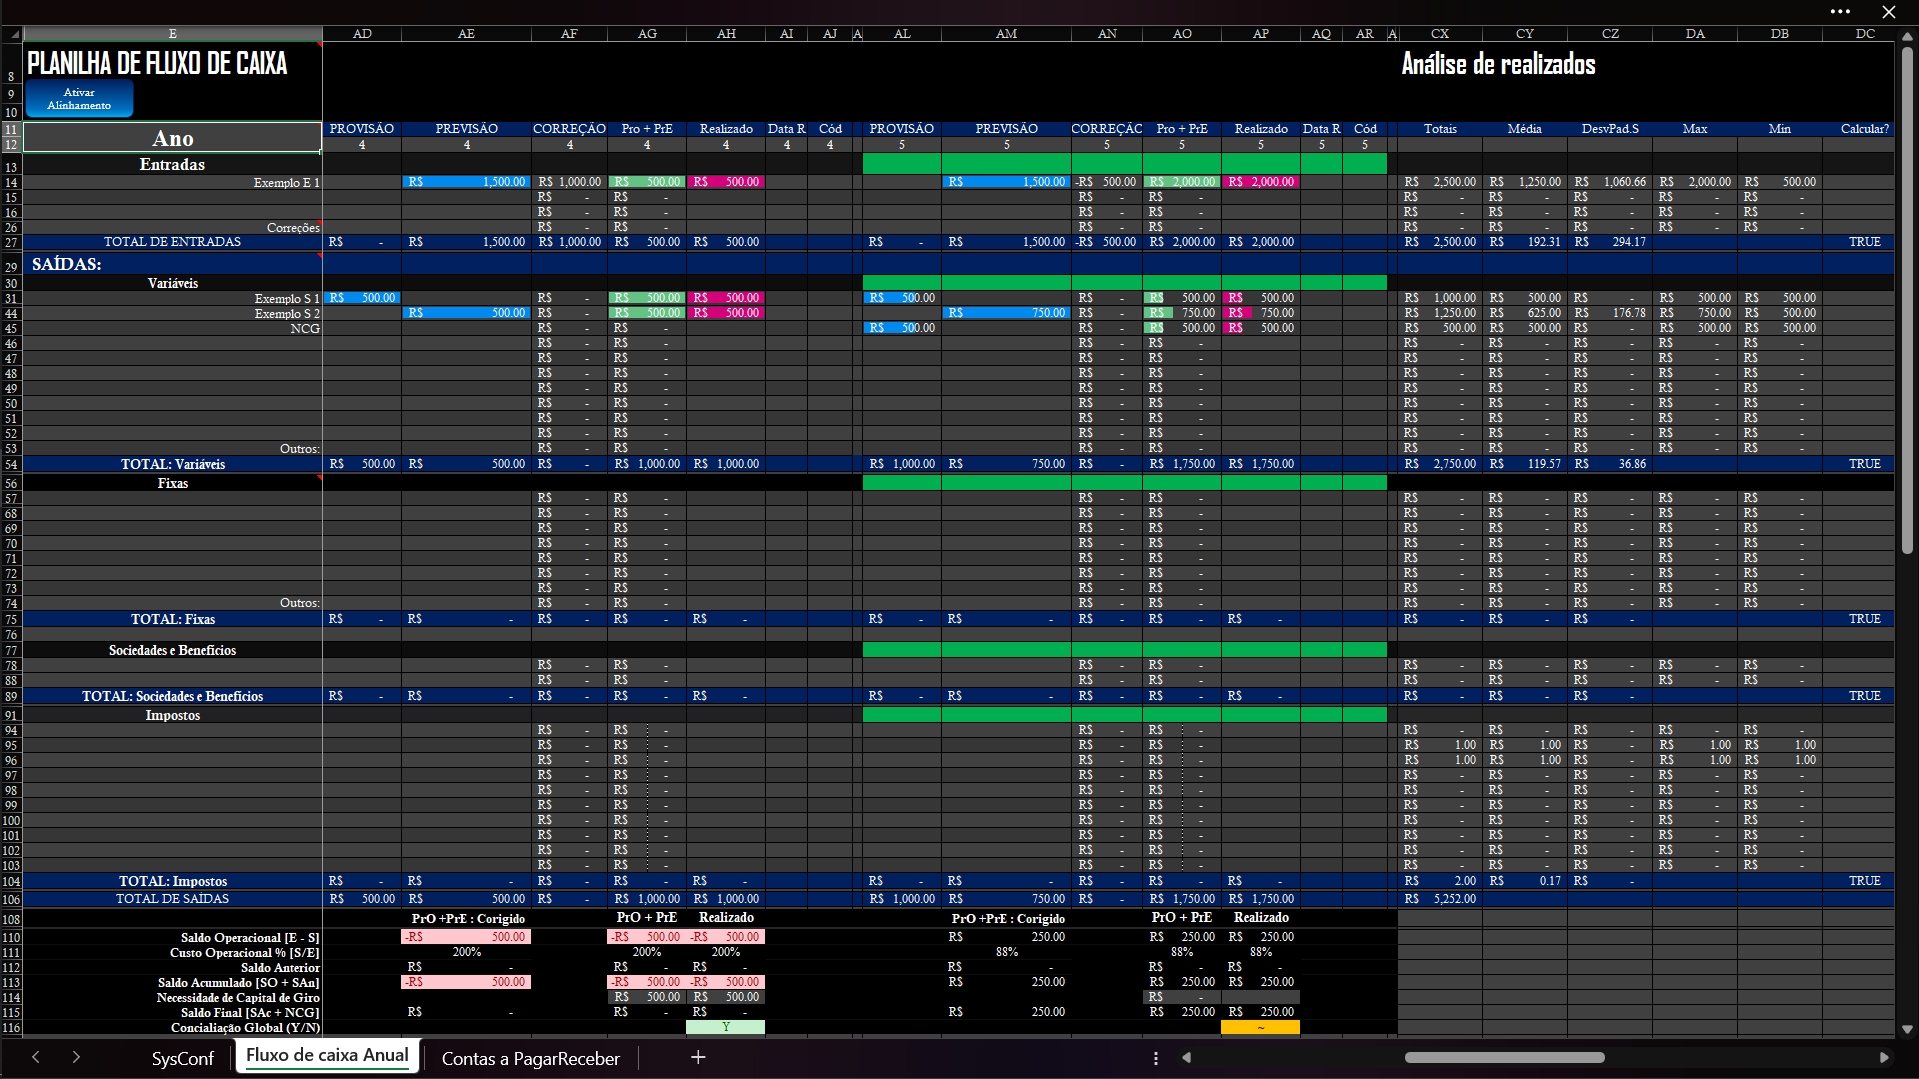 E AD AE AF AG AH AI AJ A AL AM AN AO AP AQ AR A CX CY CZ DA DB DC
8 PLANILHA DE FLUXO DE CAIXA Análise de realizados
9 Ativar
10 Alinhamento
11 Ano PROVISÃO PREVISÃO CORREÇÃO Pro + PrE Realizado Data R Cód PROVISÃO PREVISÃO CORREÇÃO Pro + PrE Realizado Data R Cód Totais Média DesvPad.S Max Min Calcular?
12 4 4 4 4 4 4 4 5 5 5 5 5 5 5
13 Entradas
14 Exemplo E 1 R$ 1,500.00 R$ 1,000.00 R$ 500.00 R$ 500.00 R$ 1,500.00 -R$ 500.00 R$ 2,000.00 R$ 2,000.00 R$ 2,500.00 R$ 1,250.00 R$ 1,060.66 R$ 2,000.00 R$ 500.00
15 R$ - R$ - R$ - R$ - R$ - R$ - R$ - R$ - R$ -
16 R$ - R$ - R$ - R$ - R$ - R$ - R$ - R$ - R$ -
26 Correções R$ - R$ - R$ - R$ - R$ - R$ - R$ - R$ - R$ -
27 TOTAL DE ENTRADAS R$ - R$ 1,500.00 R$ 1,000.00 R$ 500.00 R$ 500.00 R$ - R$ 1,500.00 -R$ 500.00 R$ 2,000.00 R$ 2,000.00 R$ 2,500.00 R$ 192.31 R$ 294.17 TRUE
29 SAÍDAS:
30 Variáveis
31 Exemplo S 1 R$ 500.00 R$ - R$ 500.00 R$ 500.00 R$ 500.00 R$ - R$ 500.00 R$ 500.00 R$ 1,000.00 R$ 500.00 R$ - R$ 500.00 R$ 500.00
44 Exemplo S 2 R$ 500.00 R$ - R$ 500.00 R$ 500.00 R$ 750.00 R$ - R$ 750.00 R$ 750.00 R$ 1,250.00 R$ 625.00 R$ 176.78 R$ 750.00 R$ 500.00
45 NCG R$ - R$ - R$ 500.00 R$ - R$ 500.00 R$ 500.00 R$ 500.00 R$ 500.00 R$ - R$ 500.00 R$ 500.00
46 R$ - R$ - R$ - R$ - R$ - R$ - R$ - R$ - R$ -
47 R$ - R$ - R$ - R$ - R$ - R$ - R$ - R$ - R$ -
48 R$ - R$ - R$ - R$ - R$ - R$ - R$ - R$ - R$ -
49 R$ - R$ - R$ - R$ - R$ - R$ - R$ - R$ - R$ -
50 R$ - R$ - R$ - R$ - R$ - R$ - R$ - R$ - R$ -
51 R$ - R$ - R$ - R$ - R$ - R$ - R$ - R$ - R$ -
52 R$ - R$ - R$ - R$ - R$ - R$ - R$ - R$ - R$ -
53 Outros: R$ - R$ - R$ - R$ - R$ - R$ - R$ - R$ - R$ -
54 TOTAL: Variáveis R$ 500.00 R$ 500.00 R$ - R$ 1,000.00 R$ 1,000.00 R$ 1,000.00 R$ 750.00 R$ - R$ 1,750.00 R$ 1,750.00 R$ 2,750.00 R$ 119.57 R$ 36.86 TRUE
56 Fixas
57 R$ - R$ - R$ - R$ - R$ - R$ - R$ - R$ - R$ -
68 R$ - R$ - R$ - R$ - R$ - R$ - R$ - R$ - R$ -
69 R$ - R$ - R$ - R$ - R$ - R$ - R$ - R$ - R$ -
70 R$ - R$ - R$ - R$ - R$ - R$ - R$ - R$ - R$ -
71 R$ - R$ - R$ - R$ - R$ - R$ - R$ - R$ - R$ -
72 R$ - R$ - R$ - R$ - R$ - R$ - R$ - R$ - R$ -
73 R$ - R$ - R$ - R$ - R$ - R$ - R$ - R$ - R$ -
74 Outros: R$ - R$ - R$ - R$ - R$ - R$ - R$ - R$ - R$ -
75 TOTAL: Fixas R$ - R$ - R$ - R$ - R$ - R$ - R$ - R$ - R$ - R$ - R$ - R$ - R$ - TRUE
76
77 Sociedades e Benefícios
78 R$ - R$ - R$ - R$ - R$ - R$ - R$ - R$ - R$ -
88 R$ - R$ - R$ - R$ - R$ - R$ - R$ - R$ - R$ -
89 TOTAL: Sociedades e Benefícios R$ - R$ - R$ - R$ - R$ - R$ - R$ - R$ - R$ - R$ - R$ - R$ - R$ - TRUE
91 Impostos
94 R$ - R$ - R$ - R$ - R$ - R$ - R$ - R$ - R$ -
95 R$ - R$ - R$ - R$ - R$ 1.00 R$ 1.00 R$ - R$ 1.00 R$ 1.00
96 R$ - R$ - R$ - R$ - R$ 1.00 R$ 1.00 R$ - R$ 1.00 R$ 1.00
97 R$ - R$ - R$ - R$ - R$ - R$ - R$ - R$ - R$ -
98 R$ - R$ - R$ - R$ - R$ - R$ - R$ - R$ - R$ -
99 R$ - R$ - R$ - R$ - R$ - R$ - R$ - R$ - R$ -
100 R$ - R$ - R$ - R$ - R$ - R$ - R$ - R$ - R$ -
101 R$ - R$ - R$ - R$ - R$ - R$ - R$ - R$ - R$ -
102 R$ - R$ - R$ - R$ - R$ - R$ - R$ - R$ - R$ -
103 R$ - R$ - R$ - R$ - R$ - R$ - R$ - R$ - R$ -
104 TOTAL: Impostos R$ - R$ - R$ - R$ - R$ - R$ - R$ - R$ - R$ - R$ - R$ 2.00 R$ 0.17 R$ - TRUE
106 TOTAL DE SAÍDAS R$ 500.00 R$ 500.00 R$ - R$ 1,000.00 R$ 1,000.00 R$ 1,000.00 R$ 750.00 R$ - R$ 1,750.00 R$ 1,750.00 R$ 5,252.00
108 PrO +PrE : Corigido PrO + PrE Realizado PrO +PrE : Corigido PrO + PrE Realizado
110 Saldo Operacional [E - S] -R$ 500.00 -R$ 500.00 -R$ 500.00 R$ 250.00 R$ 250.00 R$ 250.00
111 Custo Operacional % [S/E] 200% 200% 200% 88% 88% 88%
112 Saldo Anterior R$ - R$ - R$ - R$ - R$ - R$ -
113 Saldo Acumulado [SO + SAn] -R$ 500.00 -R$ 500.00 -R$ 500.00 R$ 250.00 R$ 250.00 R$ 250.00
114 Necessidade de Capital de Giro R$ 500.00 R$ 500.00 R$ -
115 Saldo Final [SAc + NCG] R$ - R$ - R$ - R$ 250.00 R$ 250.00 R$ 250.00
116 Concialiação Global (Y/N) Y ~
SysConf Fluxo de caixa Anual Contas a PagarReceber +